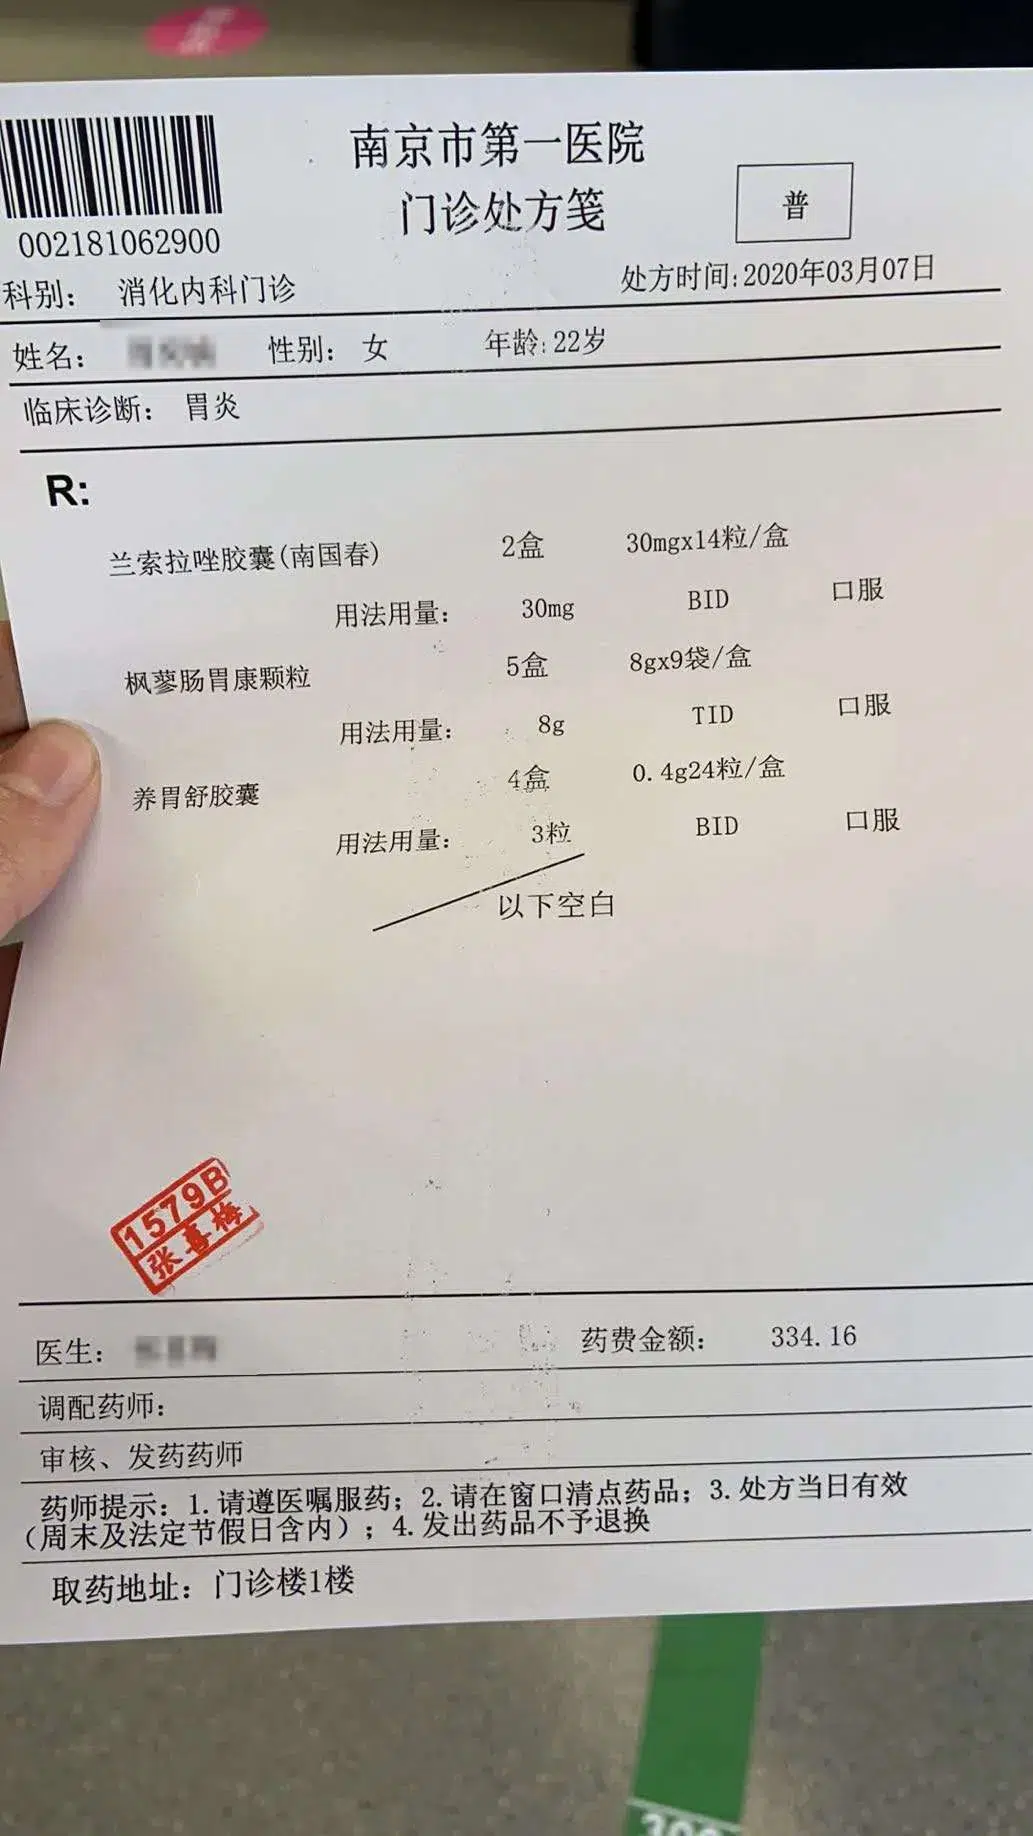 南京市第一医院
门诊处方笺
普
002181062900
科别： 消化内科门诊 处方时间:2020年03月07日
姓名： 性别： 女 年龄:22岁
临床诊断： 胃炎
R:
兰索拉唑胶囊(南国春) 2盒 30mgx14粒/盒
用法用量： 30mg BID 口服
枫蓼肠胃康颗粒 5盒 8gx9袋/盒
用法用量： 8g TID 口服
养胃舒胶囊 4盒 0.4g24粒/盒
用法用量： 3粒 BID 口服
以下空白
1579B
张喜梅
医生： 药费金额： 334.16
调配药师：
审核、发药药师
药师提示：1.请遵医嘱服药；2.请在窗口清点药品；3.处方当日有效
（周末及法定节假日含内）；4.发出药品不予退换
取药地址：门诊楼1楼